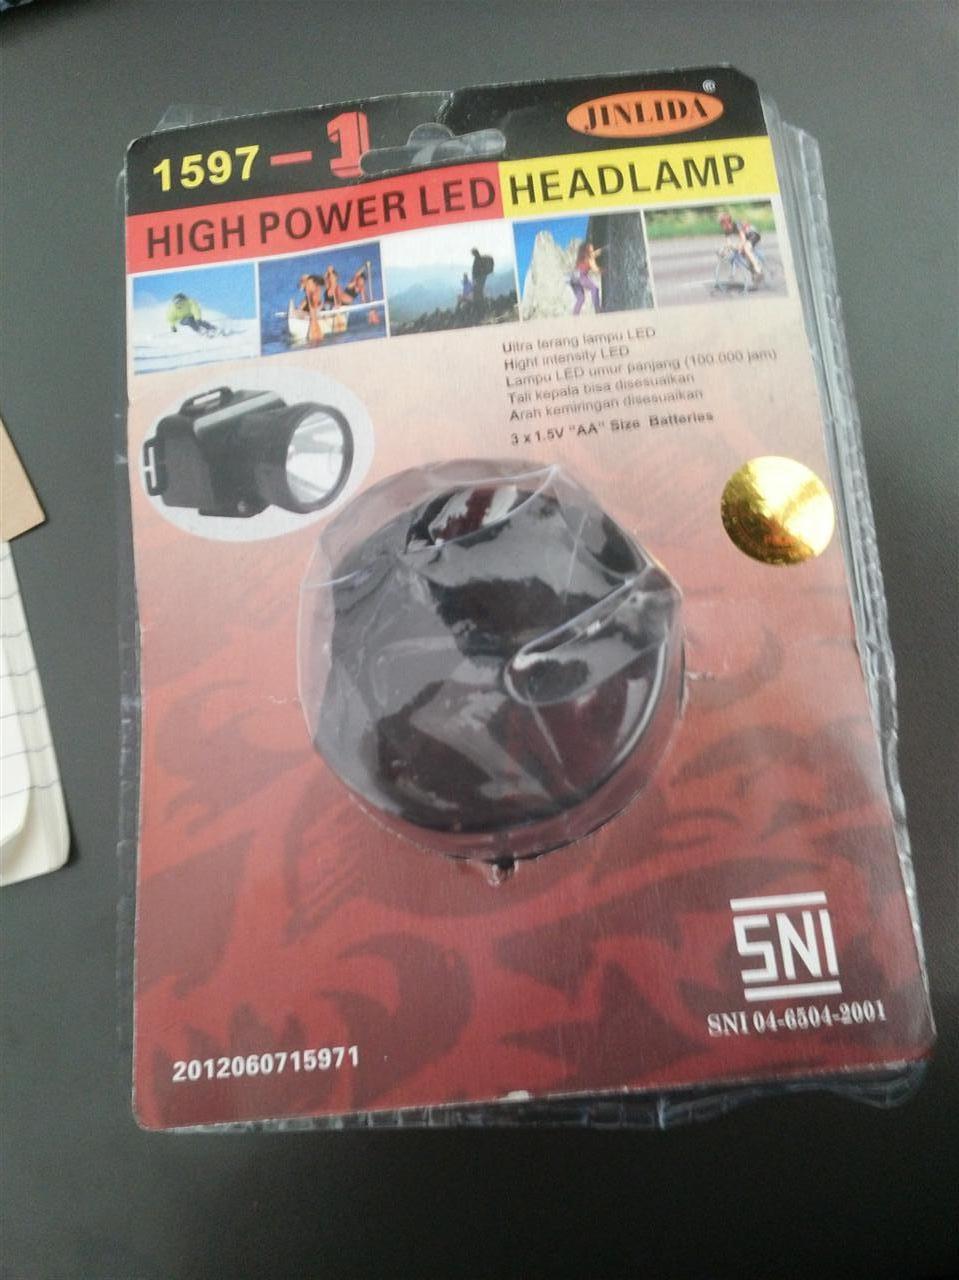 JINLIDA ®
1597 - 1
HIGH POWER LED HEADLAMP
Ultra terang lampu LED
Hight intensity LED
Lampu LED umur panjang (100.000 jam)
Tali kepala bisa disesuaikan
Arah kemiringan disesuaikan
3 x 1.5V "AA" Size Batteries
SNI
SNI 04-6504-2001
2012060715971